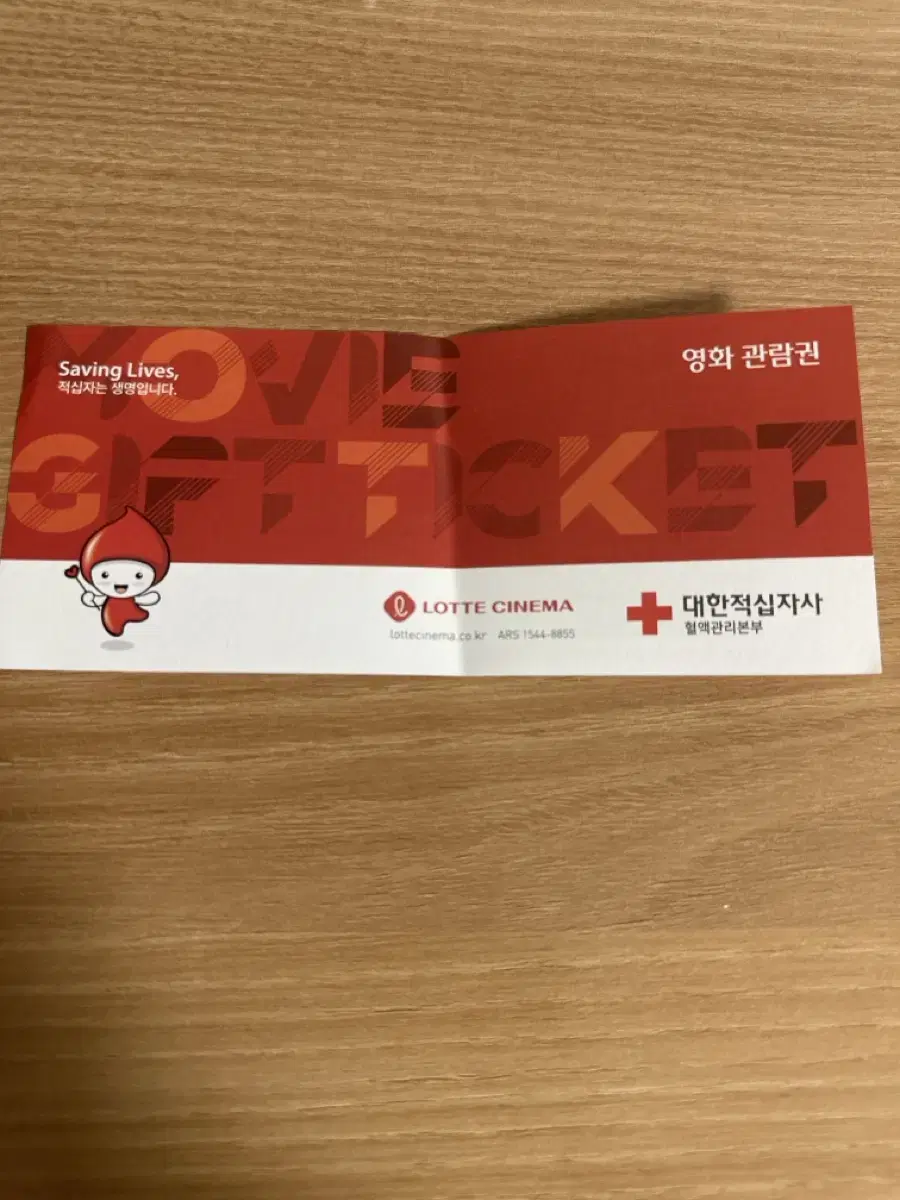 MOVIE
GIFT TICKET
Saving Lives,
적십자는 생명입니다.
영화 관람권
LOTTE CINEMA
lottecinema.co.kr ARS 1544-8855
대한적십자사
혈액관리본부